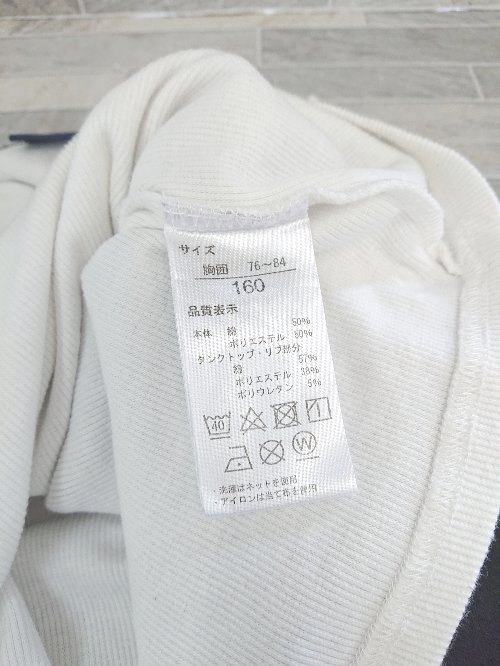 サイズ
胸囲 76～84
160
品質表示
本体 綿 50%
ポリエステル 50%
タンクトップ・リブ部分
綿 57%
ポリエステル 38%
ポリウレタン 5%
40
W
・洗濯はネットを使用
・アイロンは当て布を使用